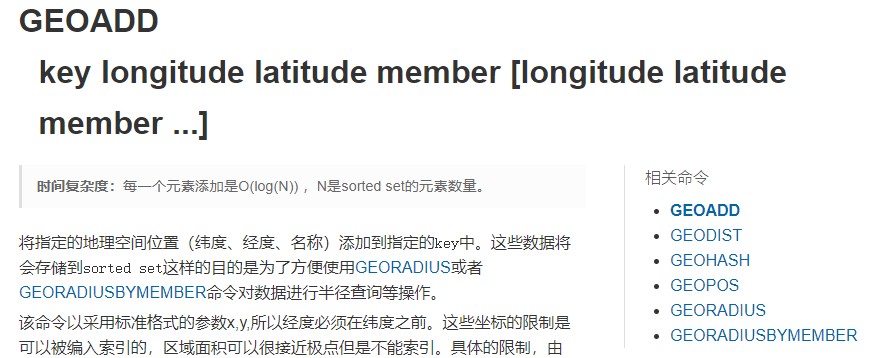 GEOADD
key longitude latitude member [longitude latitude
member ...]
时间复杂度：每一个元素添加是O(log(N)) ，N是sorted set的元素数量。
将指定的地理空间位置（纬度、经度、名称）添加到指定的key中。这些数据将
会存储到sorted set这样的目的是为了方便使用GEORADIUS或者
GEORADIUSBYMEMBER命令对数据进行半径查询等操作。
该命令以采用标准格式的参数x,y,所以经度必须在纬度之前。这些坐标的限制是
可以被编入索引的，区域面积可以很接近极点但是不能索引。具体的限制，由
相关命令
GEOADD
GEODIST
GEOHASH
GEOPOS
GEORADIUS
GEORADIUSBYMEMBER